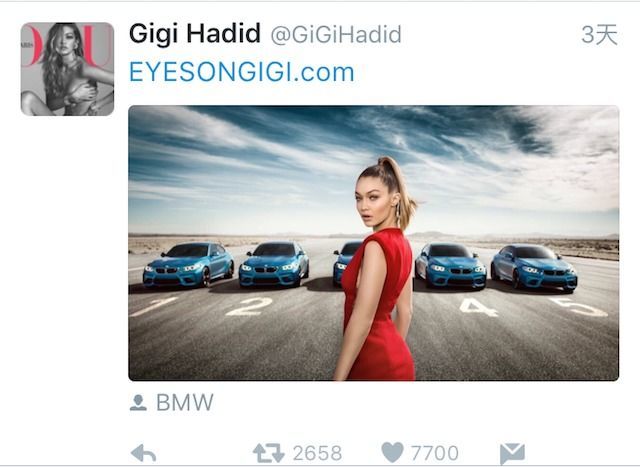 Gigi Hadid @GiGiHadid 3天
EYESONGIGI.com
1 2 4 5
BMW
2658 7700